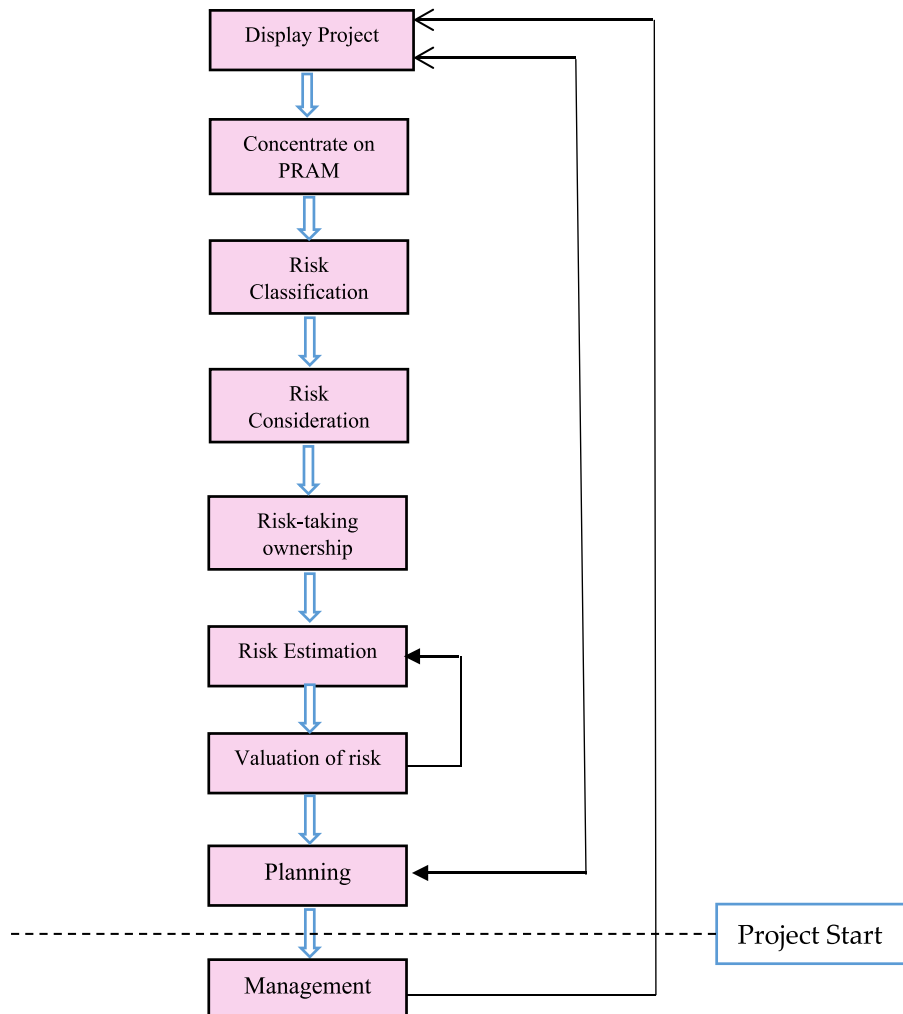 Display Project
Concentrate on
PRAM
Risk
Classification
Risk
Consideration
Risk-taking
ownership
Risk Estimation
Valuation of risk
Planning
Project Start
Management